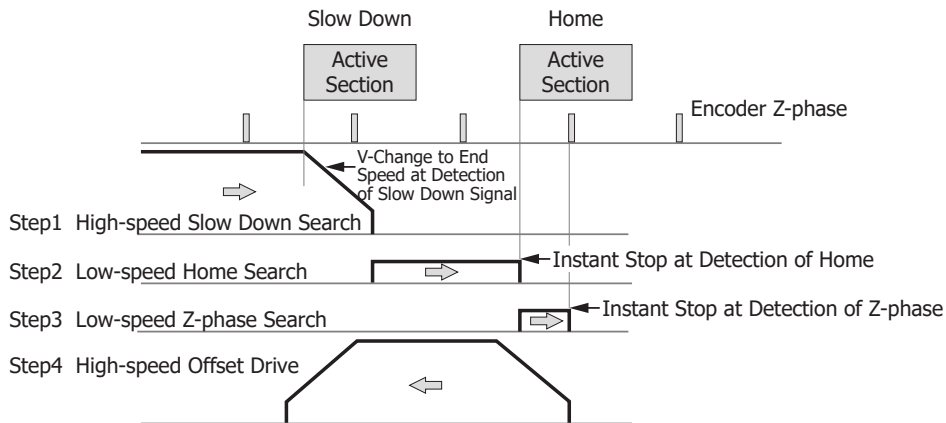 Slow Down
Home
Active
Section
Active
Section
Encoder Z-phase
V-Change to End
Speed at Detection
of Slow Down Signal
Step1 High-speed Slow Down Search
Step2 Low-speed Home Search
Instant Stop at Detection of Home
Step3 Low-speed Z-phase Search
Instant Stop at Detection of Z-phase
Step4 High-speed Offset Drive